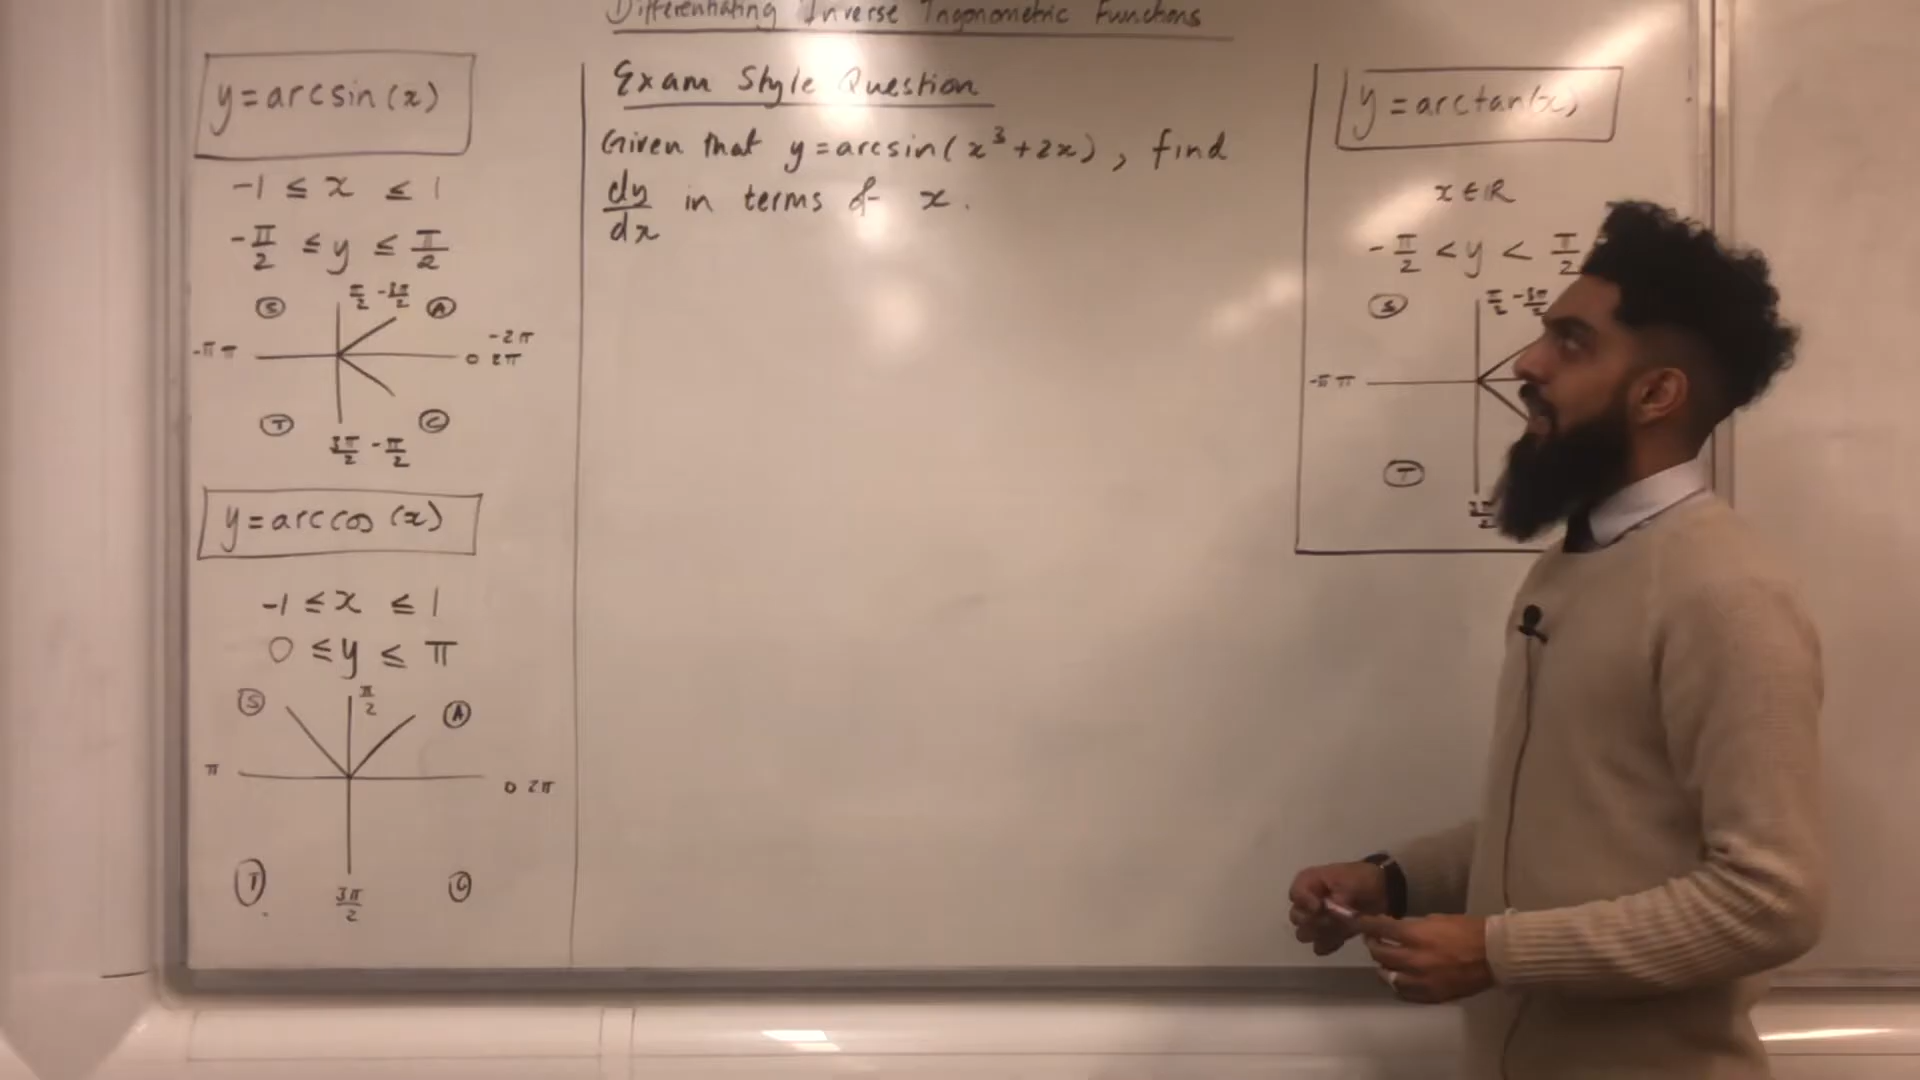 Differentiating Inverse Trigonometric Functions
y = arcsin(x)
-1 ≤ x ≤ 1
-π/2 ≤ y ≤ π/2
π/2 -3π/2
S A
-2π
-π π 0 2π
T C
3π/2 -π/2
y = arccos(x)
-1 ≤ x ≤ 1
0 ≤ y ≤ π
π/2
S A
π 0 2π
T C
3π/2
Exam Style Question
Given that y = arcsin(x³ + 2x), find
dy/dx in terms of x.
y = arctan(x)
x ∈ ℝ
-π/2 < y < π/2
π/2 -3π/2
S
-π π
T